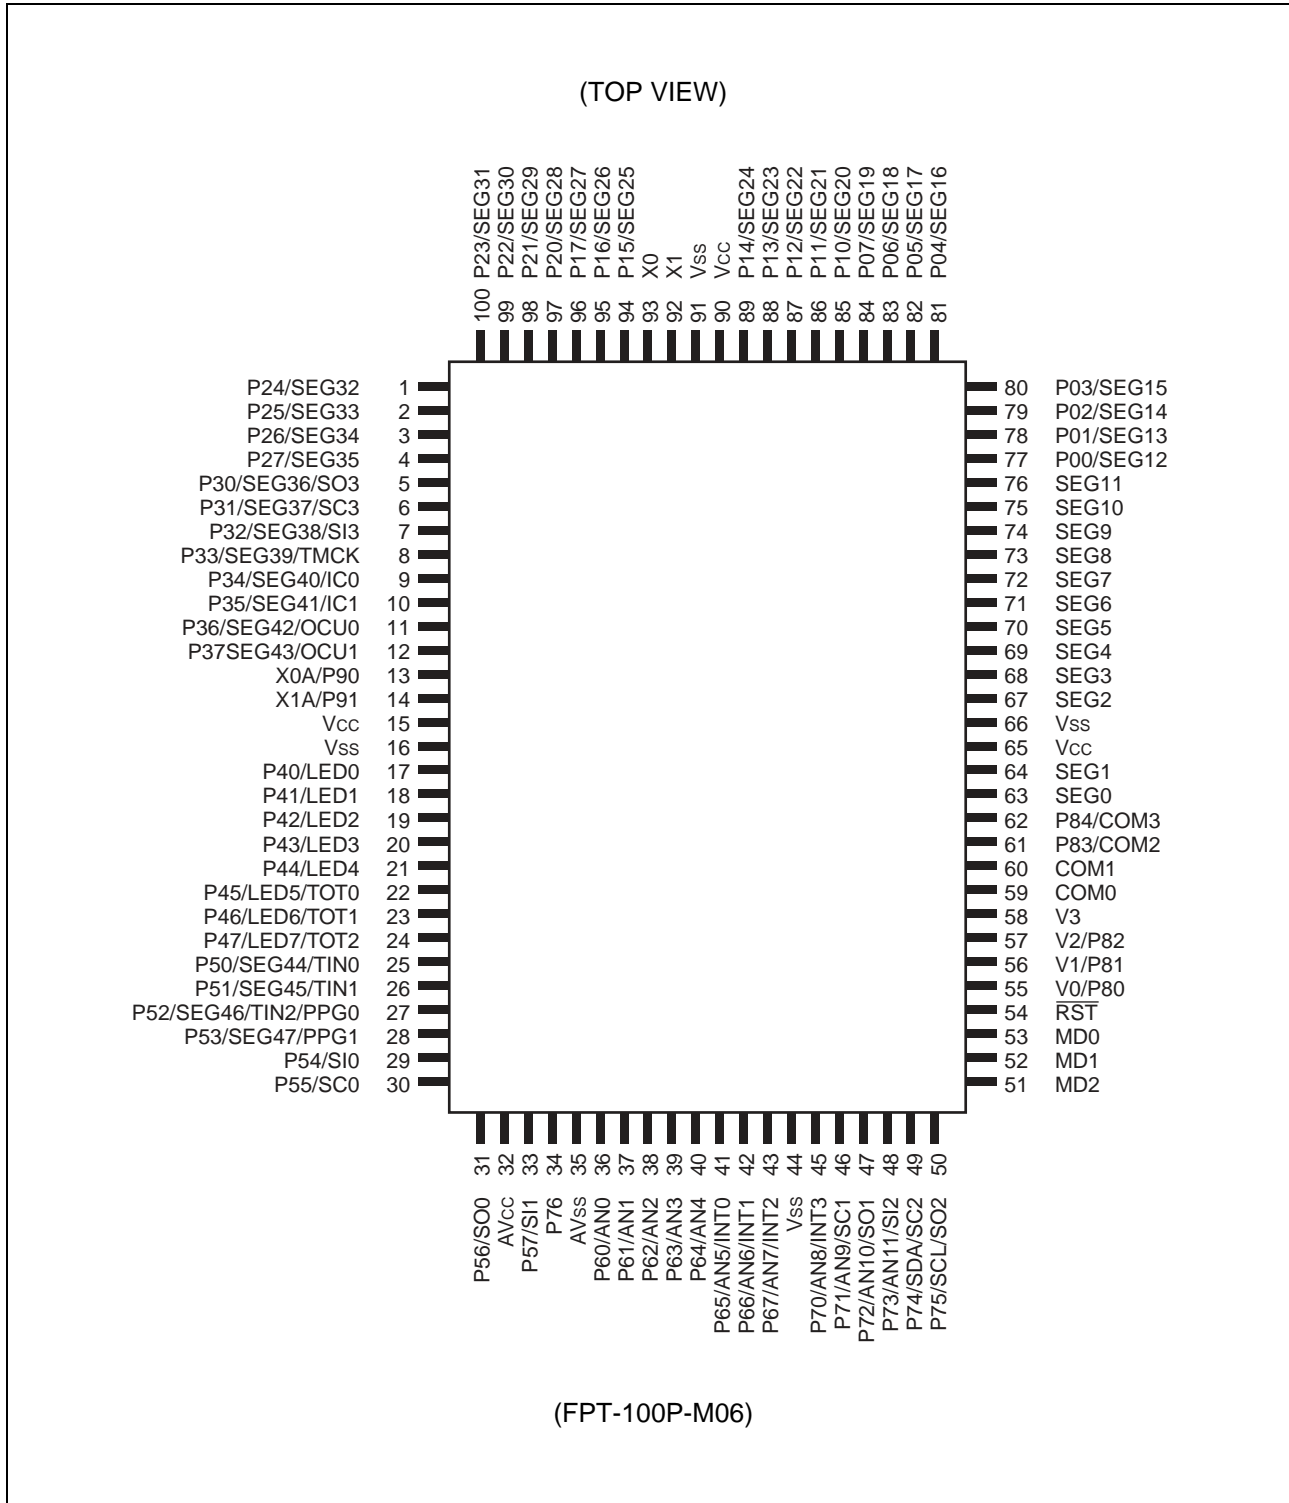 (TOP VIEW)
100 P23/SEG31
99 P22/SEG30
98 P21/SEG29
97 P20/SEG28
96 P17/SEG27
95 P16/SEG26
94 P15/SEG25
93 X0
92 X1
91 Vss
90 Vcc
89 P14/SEG24
88 P13/SEG23
87 P12/SEG22
86 P11/SEG21
85 P10/SEG20
84 P07/SEG19
83 P06/SEG18
82 P05/SEG17
81 P04/SEG16
P24/SEG32 1
P25/SEG33 2
P26/SEG34 3
P27/SEG35 4
P30/SEG36/SO3 5
P31/SEG37/SC3 6
P32/SEG38/SI3 7
P33/SEG39/TMCK 8
P34/SEG40/IC0 9
P35/SEG41/IC1 10
P36/SEG42/OCU0 11
P37SEG43/OCU1 12
X0A/P90 13
X1A/P91 14
Vcc 15
Vss 16
P40/LED0 17
P41/LED1 18
P42/LED2 19
P43/LED3 20
P44/LED4 21
P45/LED5/TOT0 22
P46/LED6/TOT1 23
P47/LED7/TOT2 24
P50/SEG44/TIN0 25
P51/SEG45/TIN1 26
P52/SEG46/TIN2/PPG0 27
P53/SEG47/PPG1 28
P54/SI0 29
P55/SC0 30
80 P03/SEG15
79 P02/SEG14
78 P01/SEG13
77 P00/SEG12
76 SEG11
75 SEG10
74 SEG9
73 SEG8
72 SEG7
71 SEG6
70 SEG5
69 SEG4
68 SEG3
67 SEG2
66 Vss
65 Vcc
64 SEG1
63 SEG0
62 P84/COM3
61 P83/COM2
60 COM1
59 COM0
58 V3
57 V2/P82
56 V1/P81
55 V0/P80
54 RST
53 MD0
52 MD1
51 MD2
P56/SO0 31
AVcc 32
P57/SI1 33
P76 34
AVss 35
P60/AN0 36
P61/AN1 37
P62/AN2 38
P63/AN3 39
P64/AN4 40
P65/AN5/INT0 41
P66/AN6/INT1 42
P67/AN7/INT2 43
Vss 44
P70/AN8/INT3 45
P71/AN9/SC1 46
P72/AN10/SO1 47
P73/AN11/SI2 48
P74/SDA/SC2 49
P75/SCL/SO2 50
(FPT-100P-M06)